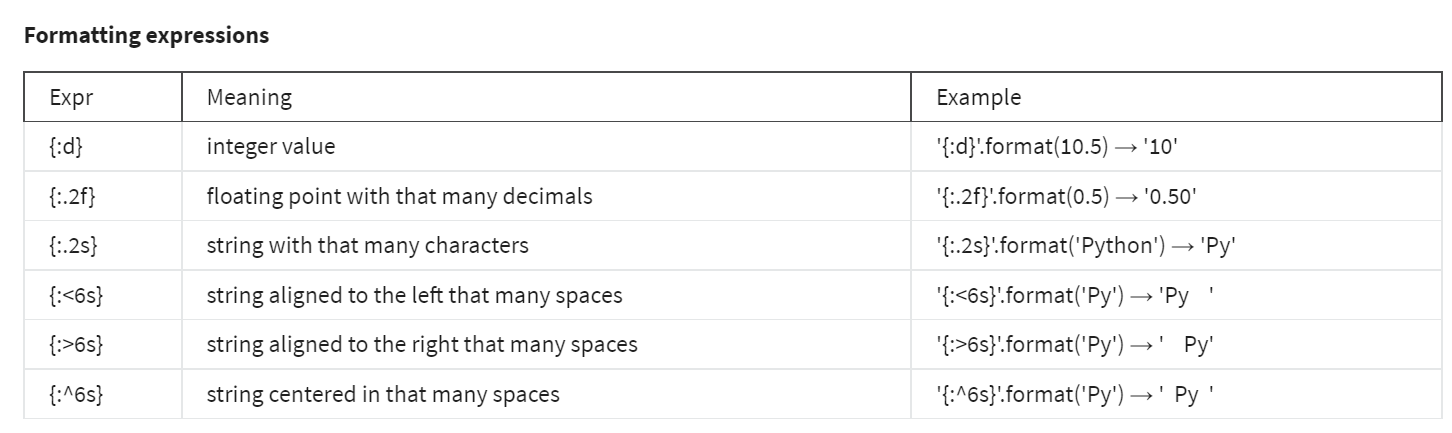 Formatting expressions
Expr Meaning Example
{:d} integer value '{:d}'.format(10.5) → '10'
{:.2f} floating point with that many decimals '{:.2f}'.format(0.5) → '0.50'
{:.2s} string with that many characters '{:.2s}'.format('Python') → 'Py'
{:<6s} string aligned to the left that many spaces '{:<6s}'.format('Py') → 'Py    '
{:>6s} string aligned to the right that many spaces '{:>6s}'.format('Py') → '    Py'
{:^6s} string centered in that many spaces '{:^6s}'.format('Py') → '  Py  '